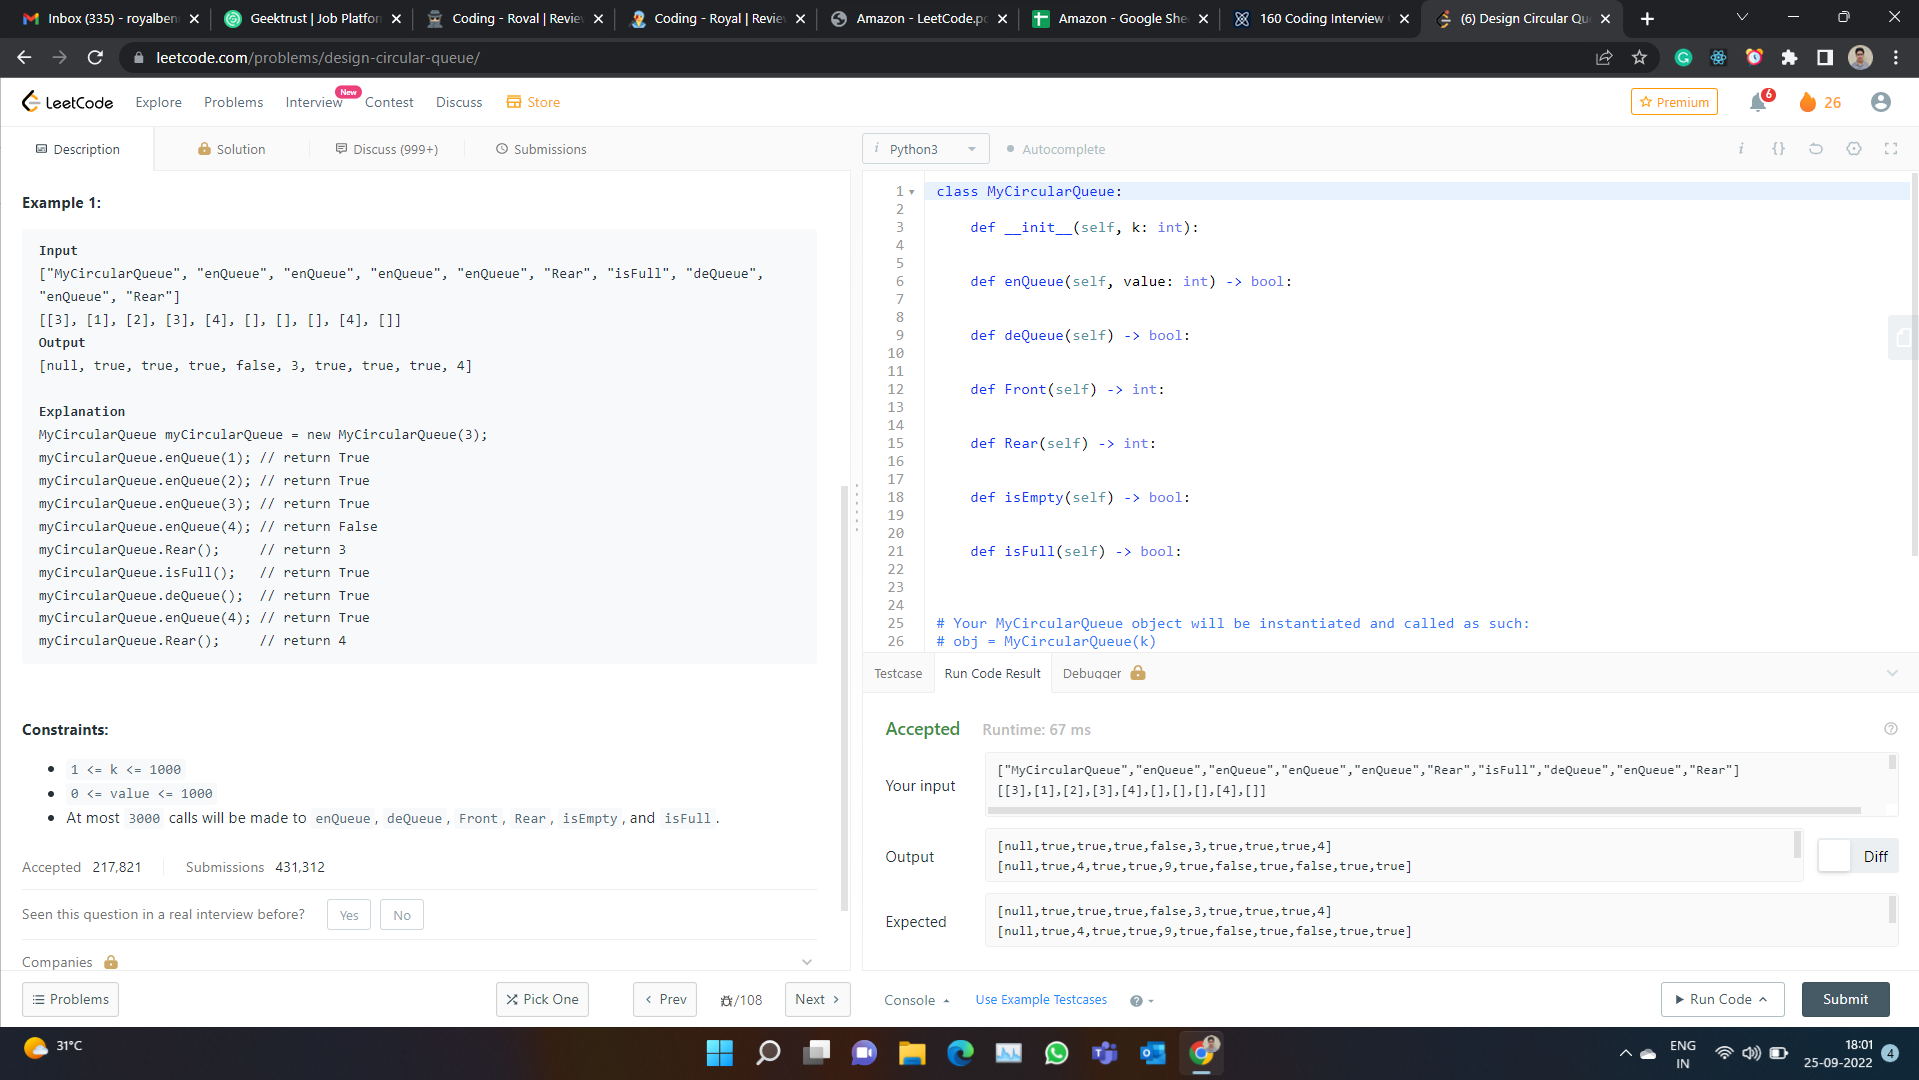 Inbox (335) - royalben
Geektrust | Job Platfor
Coding - Royal | Revie
Coding - Royal | Revie
Amazon - LeetCode.p
Amazon - Google She
160 Coding Interview
(6) Design Circular Qu
leetcode.com/problems/design-circular-queue/
LeetCode Explore Problems Interview New Contest Discuss Store
Premium 6 26
Description Solution Discuss (999+) Submissions
Example 1:
Input
["MyCircularQueue", "enQueue", "enQueue", "enQueue", "enQueue", "Rear", "isFull", "deQueue",
"enQueue", "Rear"]
[[3], [1], [2], [3], [4], [], [], [], [4], []]
Output
[null, true, true, true, false, 3, true, true, true, 4]
Explanation
MyCircularQueue myCircularQueue = new MyCircularQueue(3);
myCircularQueue.enQueue(1); // return True
myCircularQueue.enQueue(2); // return True
myCircularQueue.enQueue(3); // return True
myCircularQueue.enQueue(4); // return False
myCircularQueue.Rear();     // return 3
myCircularQueue.isFull();   // return True
myCircularQueue.deQueue();  // return True
myCircularQueue.enQueue(4); // return True
myCircularQueue.Rear();     // return 4
Constraints:
• 1 <= k <= 1000
• 0 <= value <= 1000
• At most 3000 calls will be made to enQueue, deQueue, Front, Rear, isEmpty, and isFull.
Accepted 217,821 Submissions 431,312
Seen this question in a real interview before? Yes No
Companies
Problems Pick One Prev /108 Next
i Python3 Autocomplete i {}
1 class MyCircularQueue:
2
3 def __init__(self, k: int):
4
5
6 def enQueue(self, value: int) -> bool:
7
8
9 def deQueue(self) -> bool:
10
11
12 def Front(self) -> int:
13
14
15 def Rear(self) -> int:
16
17
18 def isEmpty(self) -> bool:
19
20
21 def isFull(self) -> bool:
22
23
24
25 # Your MyCircularQueue object will be instantiated and called as such:
26 # obj = MyCircularQueue(k)
Testcase Run Code Result Debugger
Accepted Runtime: 67 ms
Your input
["MyCircularQueue","enQueue","enQueue","enQueue","enQueue","Rear","isFull","deQueue","enQueue","Rear"]
[[3],[1],[2],[3],[4],[],[],[],[4],[]]
Output
[null,true,true,true,false,3,true,true,true,4]
[null,true,4,true,true,9,true,false,true,false,true,true]
Diff
Expected
[null,true,true,true,false,3,true,true,true,4]
[null,true,4,true,true,9,true,false,true,false,true,true]
Console Use Example Testcases Run Code Submit
31°C
ENG
IN
18:01
25-09-2022
4